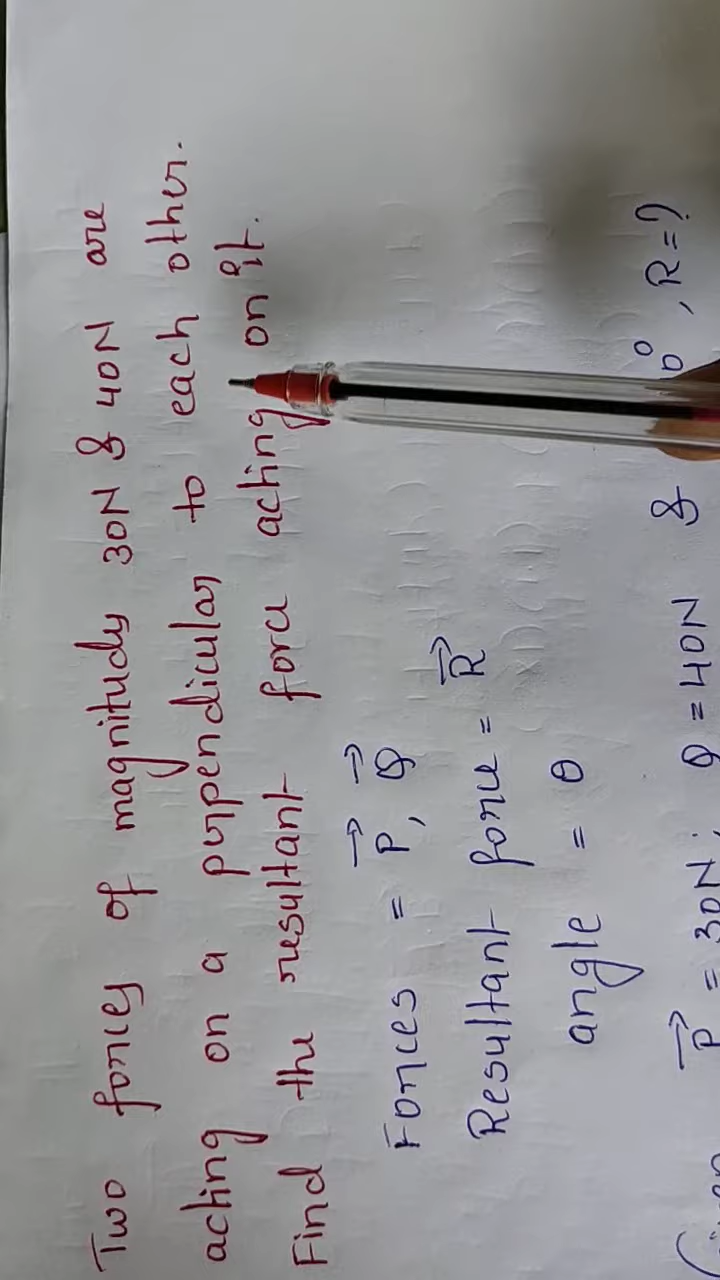 Two forces of magnitudy 30N & 40N are
acting on a perpendicular to each other.
Find the resultant force acting on it.
Forces = P⃗, Q⃗
Resultant force = R⃗
angle = θ
P⃗ = 30N; Q = 40N & 0°, R = ?